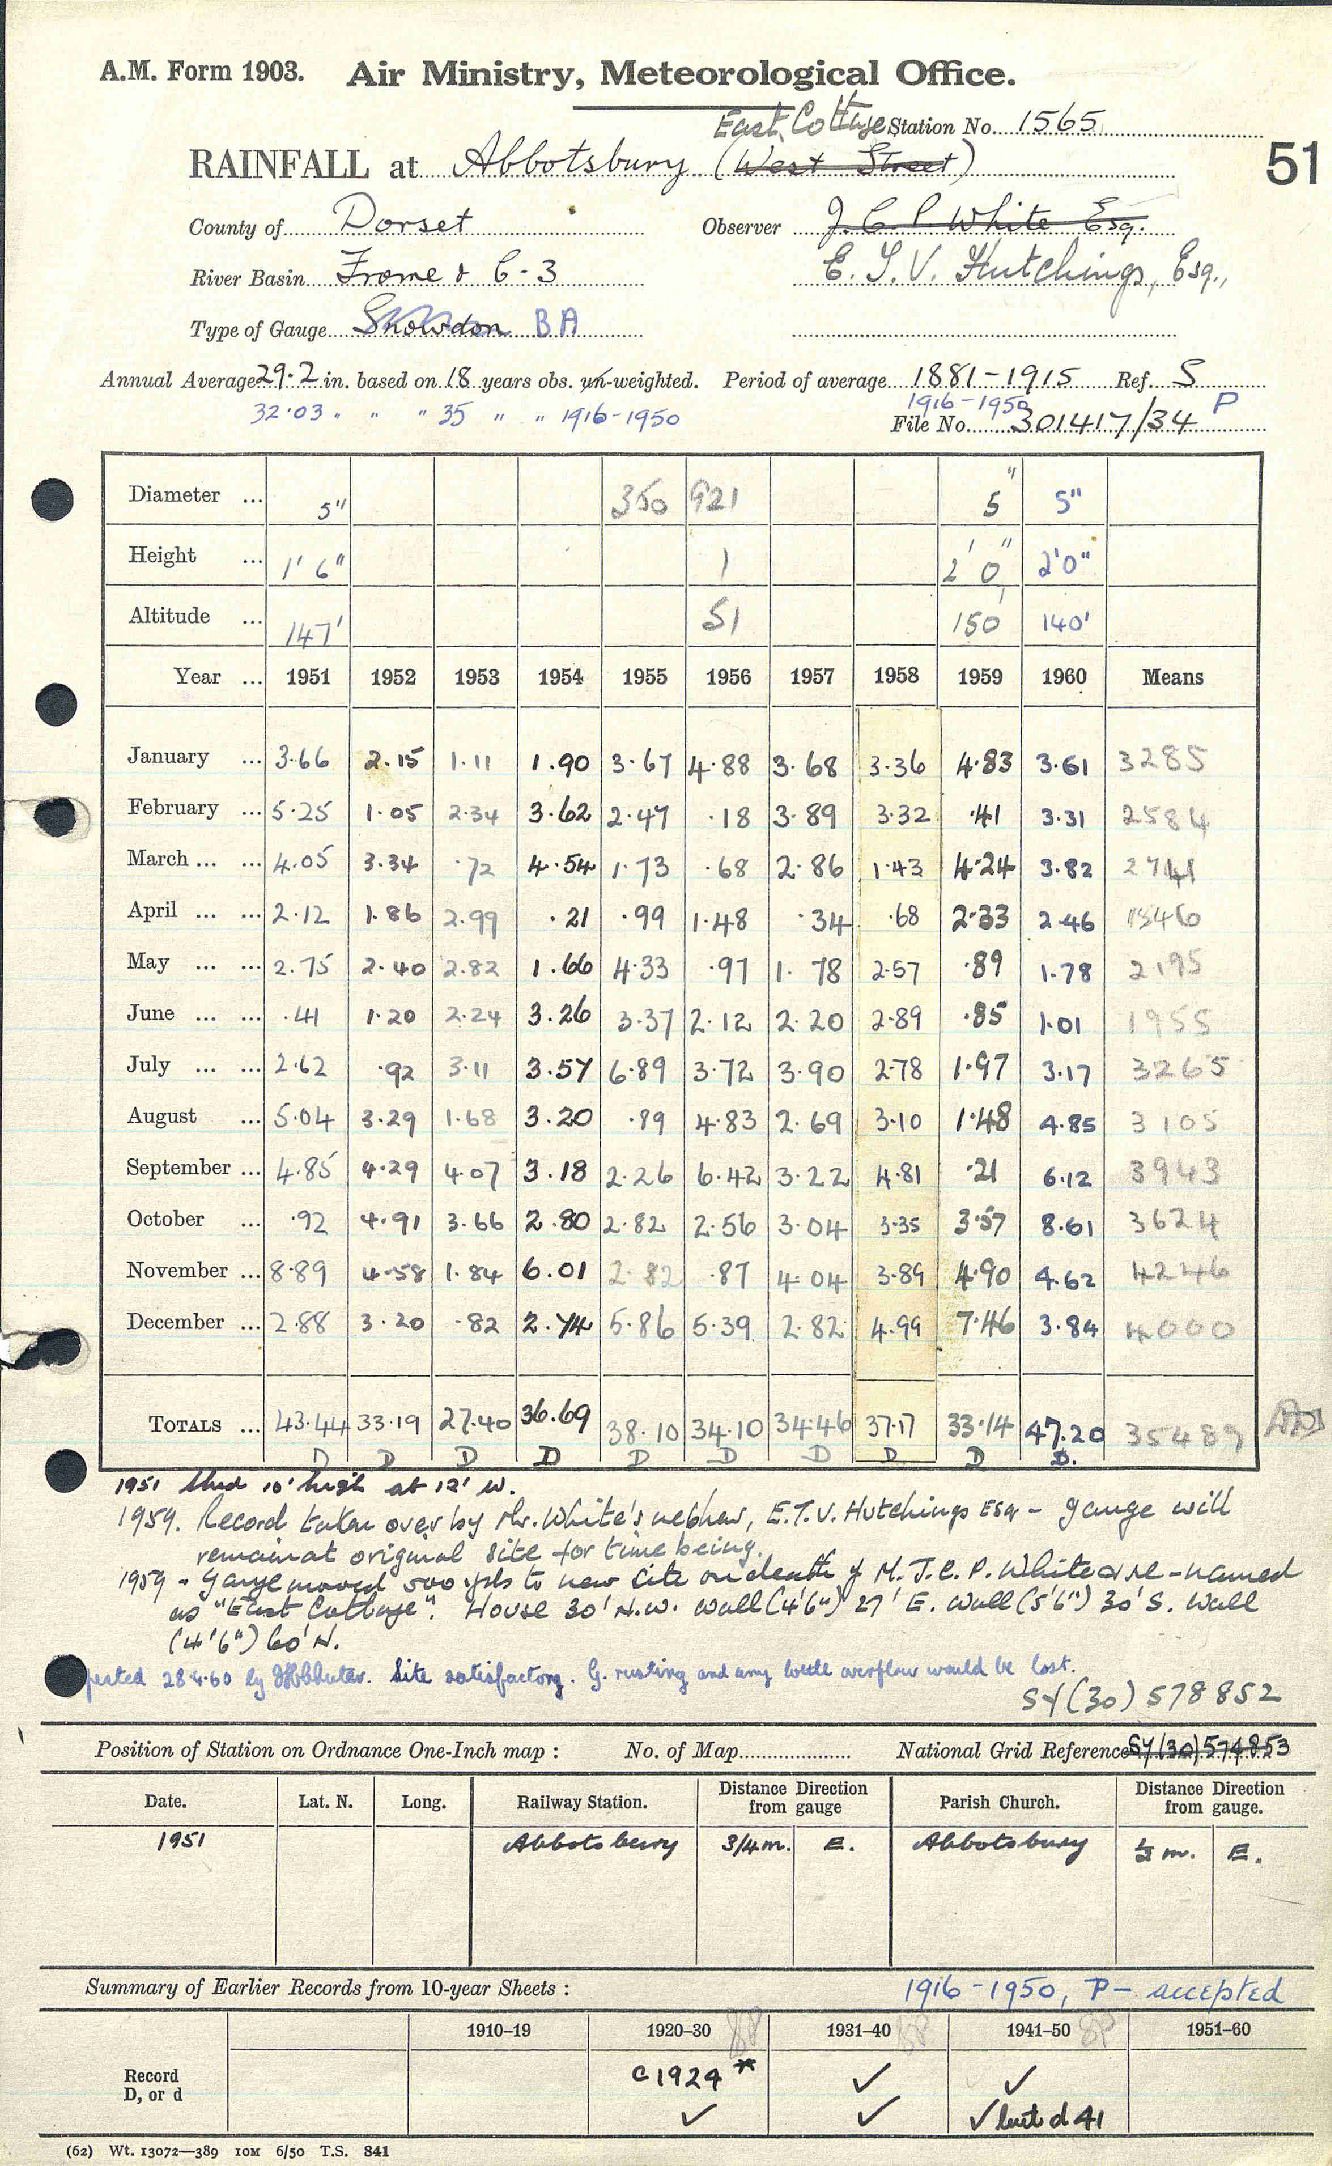 A.M. Form 1903. Air Ministry, Meteorological Office.
East Cottage Station No. 1565
RAINFALL at Abbotsbury (West Street)
51
County of Dorset Observer J. C. P. White Esq.
River Basin Frome & 6-3 E. T. V. Hutchings, Esq.,
Type of Gauge Snowdon BA
Annual Average 29.2 in. based on 18 years obs. un-weighted. Period of average 1881-1915 Ref. S
32.03 " " " 35 " " 1916-1950 1916-1950 P
File No. 301417/34
Diameter ... 5" 350 921 5" 5"
Height ... 1' 6" 1 2' 0" 2'0"
Altitude ... 147' 51 150' 140'
Year ... 1951 1952 1953 1954 1955 1956 1957 1958 1959 1960 Means
January ... 3.66 2.15 1.11 1.90 3.67 4.88 3.68 3.36 4.83 3.61 3285
February ... 5.25 1.05 2.34 3.62 2.47 .18 3.89 3.32 .41 3.31 2584
March ... ... 4.05 3.34 .72 4.54 1.73 .68 2.86 1.43 4.24 3.82 2741
April ... ... 2.12 1.86 2.99 .21 .99 1.48 .34 .68 2.33 2.46 1546
May ... ... 2.75 2.40 2.82 1.66 4.33 .97 1.78 2.57 .89 1.78 2195
June ... ... .41 1.20 2.24 3.26 3.37 2.12 2.20 2.89 .85 1.01 1955
July ... ... 2.62 .92 3.11 3.57 6.89 3.72 3.90 2.78 1.97 3.17 3265
August ... 5.04 3.29 1.68 3.20 .89 4.83 2.69 3.10 1.48 4.85 3105
September ... 4.85 4.29 4.07 3.18 2.26 6.42 3.22 4.81 .21 6.12 3943
October ... .92 4.91 3.66 2.80 2.82 2.56 3.04 3.35 3.57 8.61 3624
November ... 8.89 4.58 1.84 6.01 2.82 .87 4.04 3.89 4.90 4.62 4246
December ... 2.88 3.20 .82 2.74 5.86 5.39 2.82 4.99 7.46 3.84 4000
TOTALS ... 43.44 33.19 27.40 36.69 38.10 34.10 34.46 37.17 33.14 47.20 35489
D D D D D D D D D D.
1951 Shed 10' high at 12' W.
1959. Record taken over by Mr. White's nephew, E.T.V. Hutchings Esq - gauge will
remain at original site for time being.
1959 - Gauge moved 500 yds to new site on death of M. J.C.P. White & re-named
as "East Cottage". House 30' N.W. wall (4'6") 27' E. wall (5'6") 30' S. wall
(4'6") 60' N.
pected 28.4.60 by Site satisfactory. G. rusting and any bottle overflow would be lost.
SY(30)578852
Position of Station on Ordnance One-Inch map : No. of Map National Grid Reference SY(30)574853
Date. Lat. N. Long. Railway Station. Distance from gauge Direction Parish Church. Distance Direction from gauge.
1951 Abbotsbury 3/4 m. E. Abbotsbury ½ m. E.
Summary of Earlier Records from 10-year Sheets : 1916-1950, P - accepted
1910–19 1920–30 1931–40 1941–50 1951–60
Record c1924 * ✓ ✓
D, or d ✓ ✓ ✓ but d 41
(62) Wt. 13072—389 10M 6/50 T.S. 841